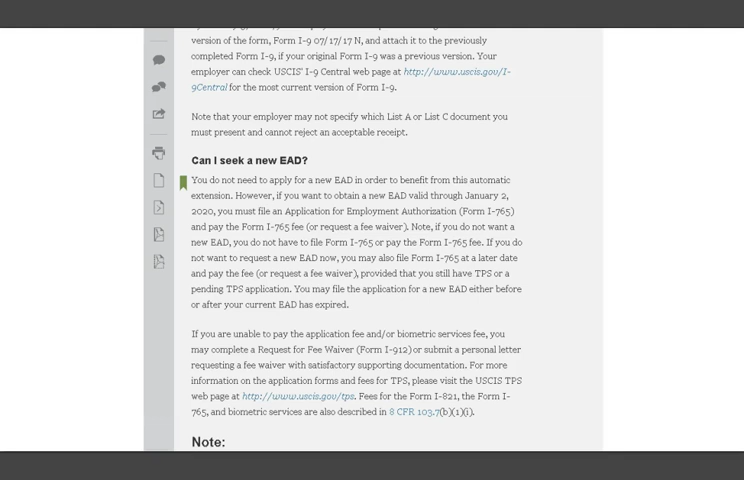 version of the form, Form I-9 07/17/17 N, and attach it to the previously
completed Form I-9, if your original Form I-9 was a previous version. Your
employer can check USCIS' I-9 Central web page at http://www.uscis.gov/I-
9Central for the most current version of Form I-9.
Note that your employer may not specify which List A or List C document you
must present and cannot reject an acceptable receipt.
Can I seek a new EAD?
You do not need to apply for a new EAD in order to benefit from this automatic
extension. However, if you want to obtain a new EAD valid through January 2,
2020, you must file an Application for Employment Authorization (Form I-765)
and pay the Form I-765 fee (or request a fee waiver). Note, if you do not want a
new EAD, you do not have to file Form I-765 or pay the Form I-765 fee. If you do
not want to request a new EAD now, you may also file Form I-765 at a later date
and pay the fee (or request a fee waiver), provided that you still have TPS or a
pending TPS application. You may file the application for a new EAD either before
or after your current EAD has expired.
If you are unable to pay the application fee and/or biometric services fee, you
may complete a Request for Fee Waiver (Form I-912) or submit a personal letter
requesting a fee waiver with satisfactory supporting documentation. For more
information on the application forms and fees for TPS, please visit the USCIS TPS
web page at http://www.uscis.gov/tps. Fees for the Form I-821, the Form I-
765, and biometric services are also described in 8 CFR 103.7(b)(1)(i).
Note: